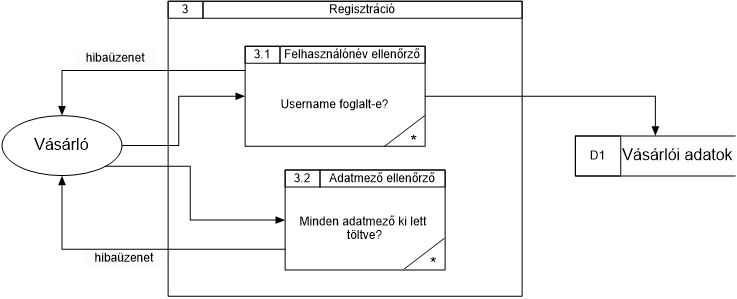 3 Regisztráció
3.1 Felhasználónév ellenőrző
hibaüzenet
Username foglalt-e?
*
Vásárló
D1 Vásárlói adatok
3.2 Adatmező ellenőrző
Minden adatmező ki lett
töltve?
hibaüzenet
*